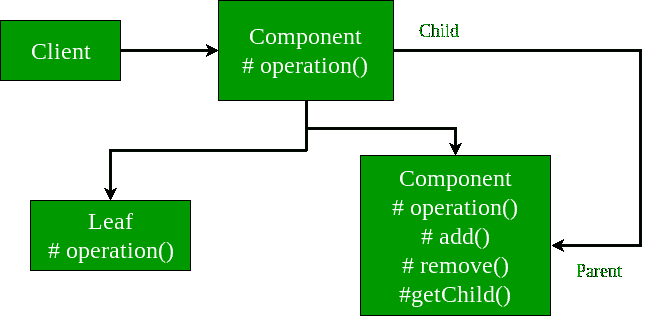 Client
Component
# operation()
Child
Leaf
# operation()
Component
# operation()
# add()
# remove()
#getChild()
Parent